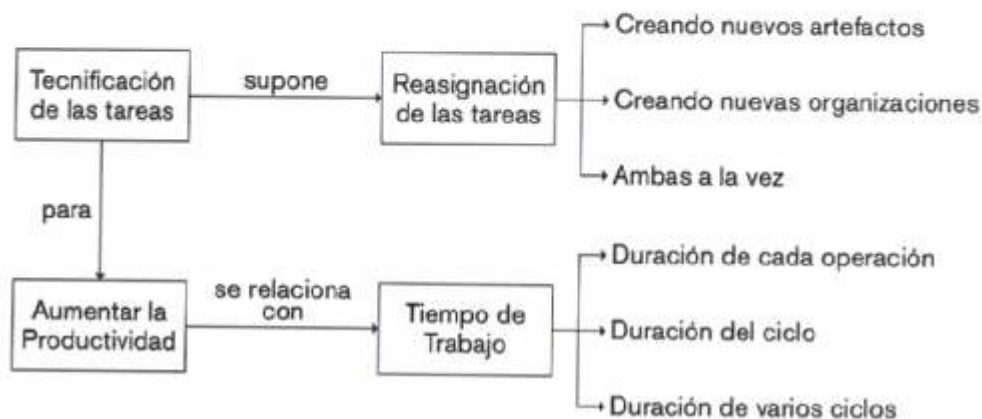 Creando nuevos artefactos
Tecnificación
de las tareas
supone
Reasignación
de las tareas
Creando nuevas organizaciones
Ambas a la vez
para
Duración de cada operación
Aumentar la
Productividad
se relaciona
con
Tiempo de
Trabajo
Duración del ciclo
Duración de varios ciclos